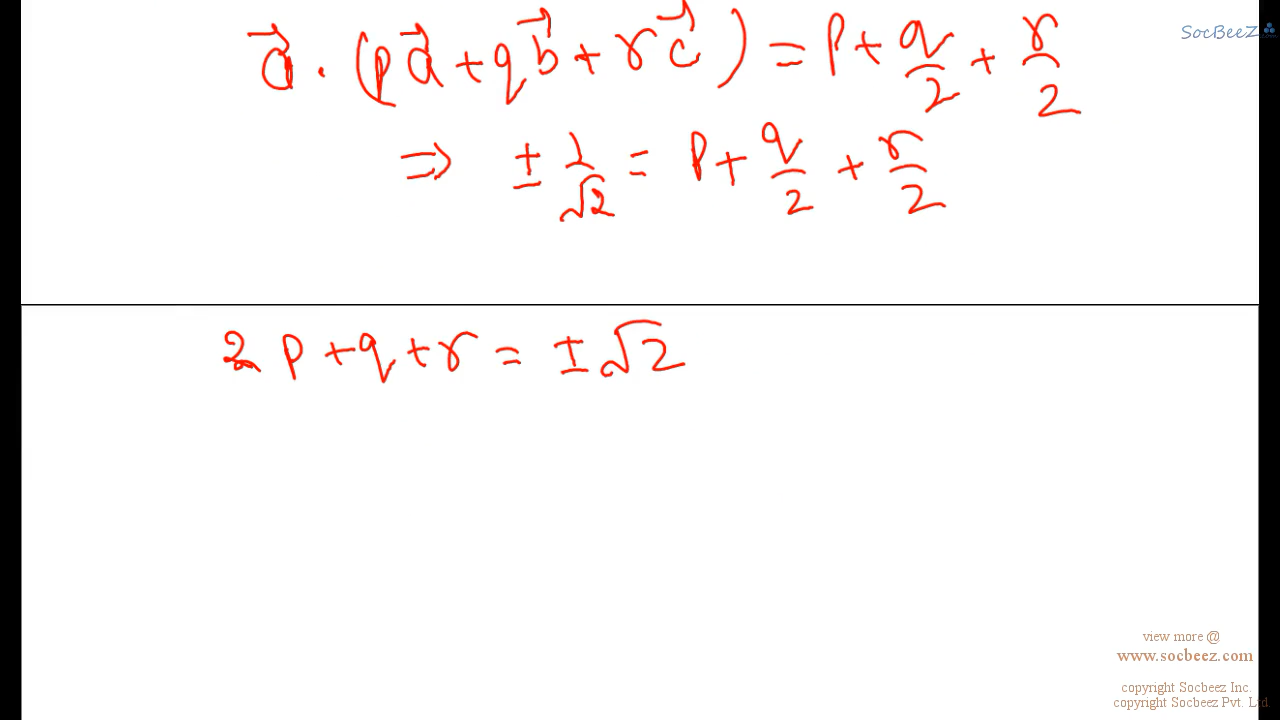 SocBeeZ
a⃗ . (pa⃗ + qb⃗ + rc⃗) = p + q/2 + r/2
⇒ ± 1/√2 = p + q/2 + r/2
2p + q + r = ± √2
view more @
www.socbeez.com
copyright Socbeez Inc.
copyright Socbeez Pvt. Ltd.